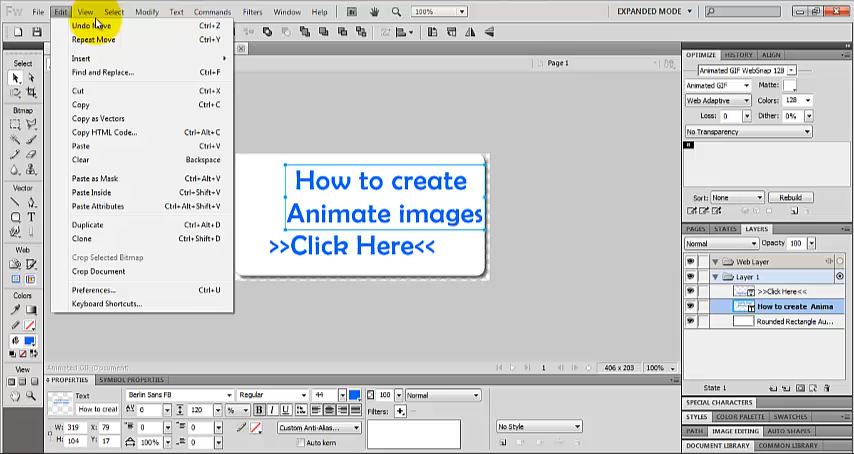 Fw File Edit View Select Modify Text Commands Filters Window Help 100% EXPANDED MODE
Undo Move Ctrl+Z
Repeat Move Ctrl+Y
Insert
Find and Replace... Ctrl+F
Cut Ctrl+X
Copy Ctrl+C
Copy as Vectors
Copy HTML Code... Ctrl+Alt+C
Paste Ctrl+V
Clear Backspace
Paste as Mask Ctrl+Alt+V
Paste Inside Ctrl+Shift+V
Paste Attributes Ctrl+Alt+Shift+V
Duplicate Ctrl+Alt+D
Clone Ctrl+Shift+D
Crop Selected Bitmap
Crop Document
Preferences... Ctrl+U
Keyboard Shortcuts...
Select
Bitmap
Vector
Web
Colors
View
Page 1
How to create
Animate images
>>Click Here<<
Animated GIF (Document)
1 406 x 203 100%
OPTIMIZE HISTORY ALIGN
Animated GIF WebSnap 128
Animated GIF Matte:
Web Adaptive Colors: 128
Loss: 0 Dither: 0%
No Transparency
Sort: None Rebuild
PAGES STATES LAYERS
Normal Opacity 100
Web Layer
Layer 1
>>Click Here<<
How to create Anima
Rounded Rectangle Au...
State 1
SPECIAL CHARACTERS
STYLES COLOR PALETTE SWATCHES
PATH IMAGE EDITING AUTO SHAPES
DOCUMENT LIBRARY COMMON LIBRARY
PROPERTIES SYMBOL PROPERTIES
Text Berlin Sans FB Regular 44 100 Normal
How to creat 0 120 % B I U Filters:
W: 319 X: 79 0 0 Custom Anti-Alias... No Style
H: 104 Y: 17 100% 0 Auto kern